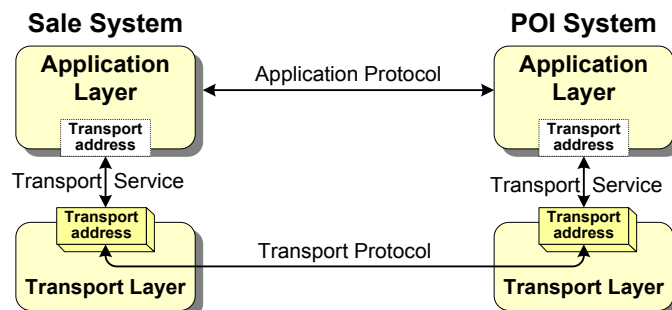 Sale System
POI System
Application
Layer
Application Protocol
Application
Layer
Transport
address
Transport
address
Transport Service
Transport Service
Transport
address
Transport
address
Transport Protocol
Transport Layer
Transport Layer